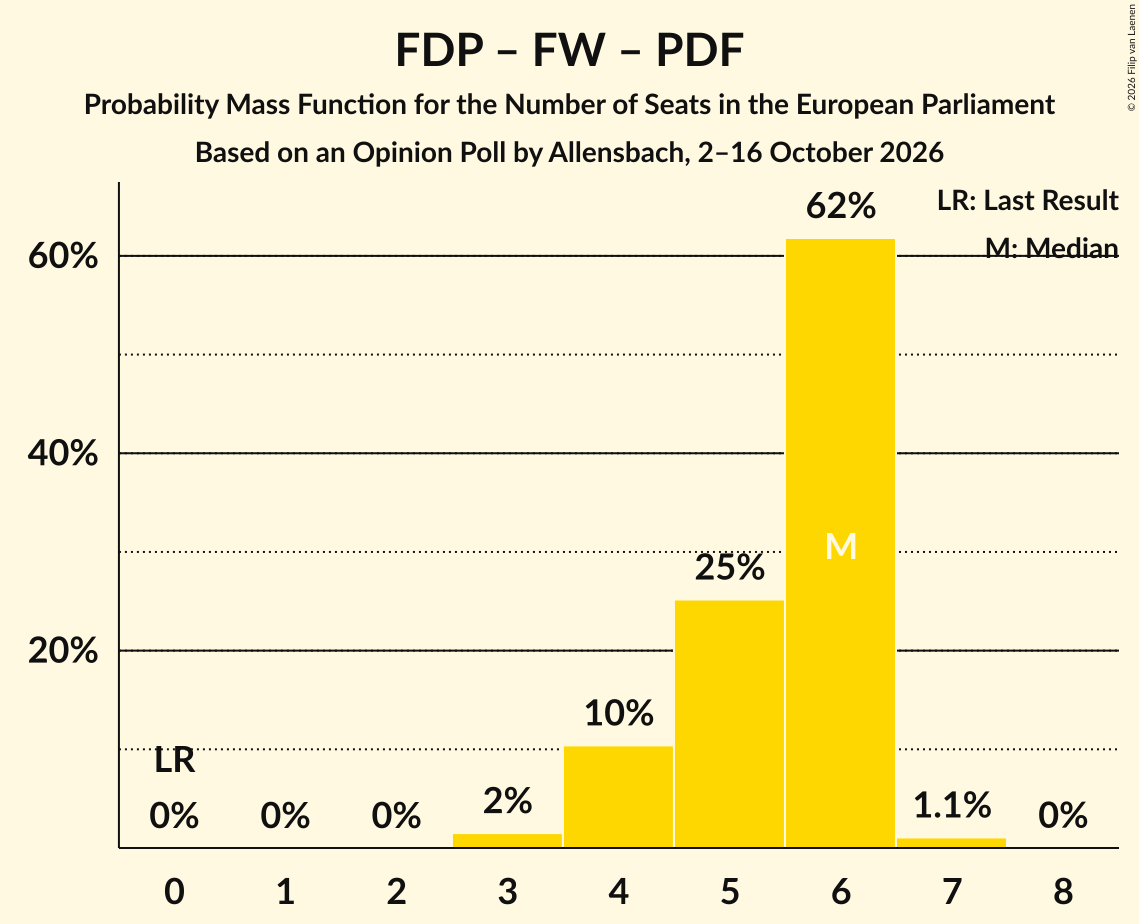 FDP – FW – PDF
Probability Mass Function for the Number of Seats in the European Parliament
Based on an Opinion Poll by Allensbach, 2–16 October 2026
© 2026 Filip van Laenen
LR: Last Result
M: Median
60%
40%
20%
62%
M
25%
10%
LR
0%
0%
0%
2%
1.1%
0%
0
1
2
3
4
5
6
7
8